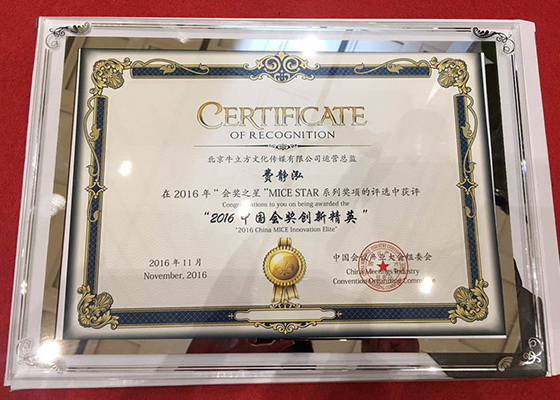 CERTIFICATE
OF RECOGNITION
北京牛立方文化传媒有限公司运营总监
费静泓
在2016年“会奖之星”MICE STAR系列奖项的评选中获评
Congratulations to you on being awarded the
“2016中国会奖创新精英”
"2016 China MICE Innovation Elite"
2016年11月
November, 2016
中国会议产业大会组委会
China Meetings Industry
Convention Organizing Committee